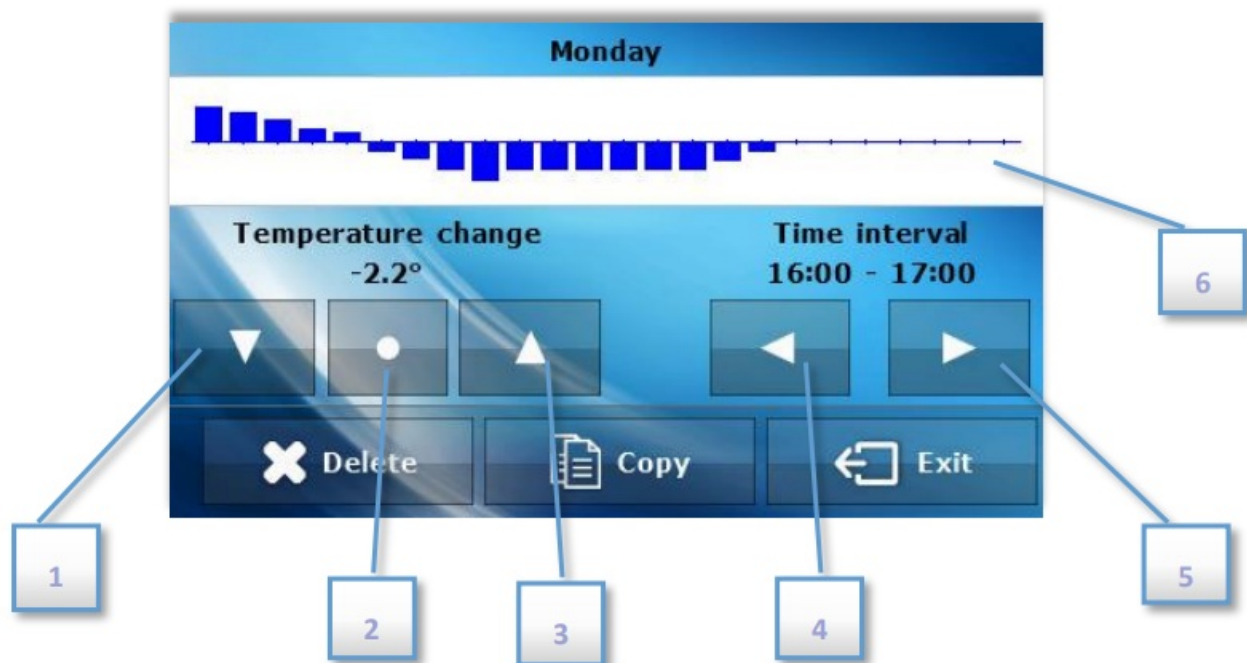 Monday
Temperature change
-2.2°
Time interval
16:00 - 17:00
Delete
Copy
Exit
1
2
3
4
5
6